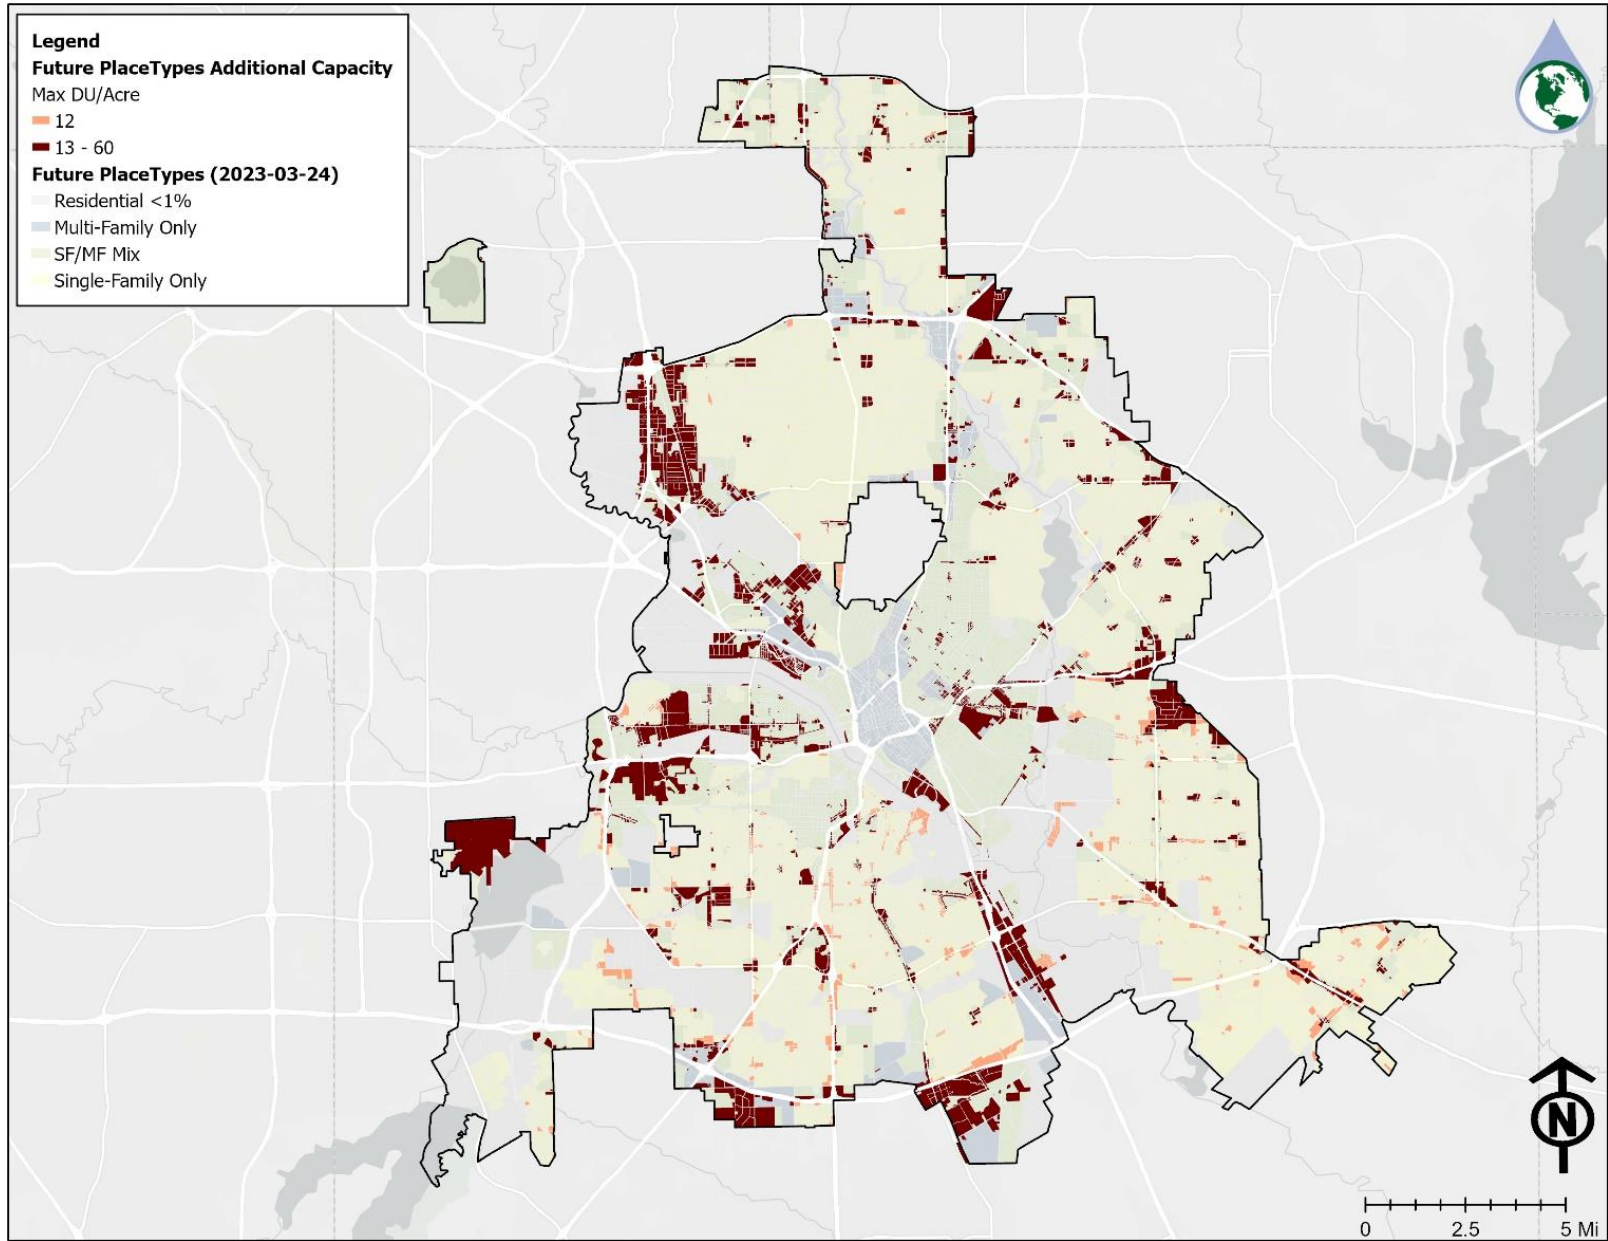 Legend
Future PlaceTypes Additional Capacity
Max DU/Acre
12
13 - 60
Future PlaceTypes (2023-03-24)
Residential <1%
Multi-Family Only
SF/MF Mix
Single-Family Only
N
0 2.5 5 Mi